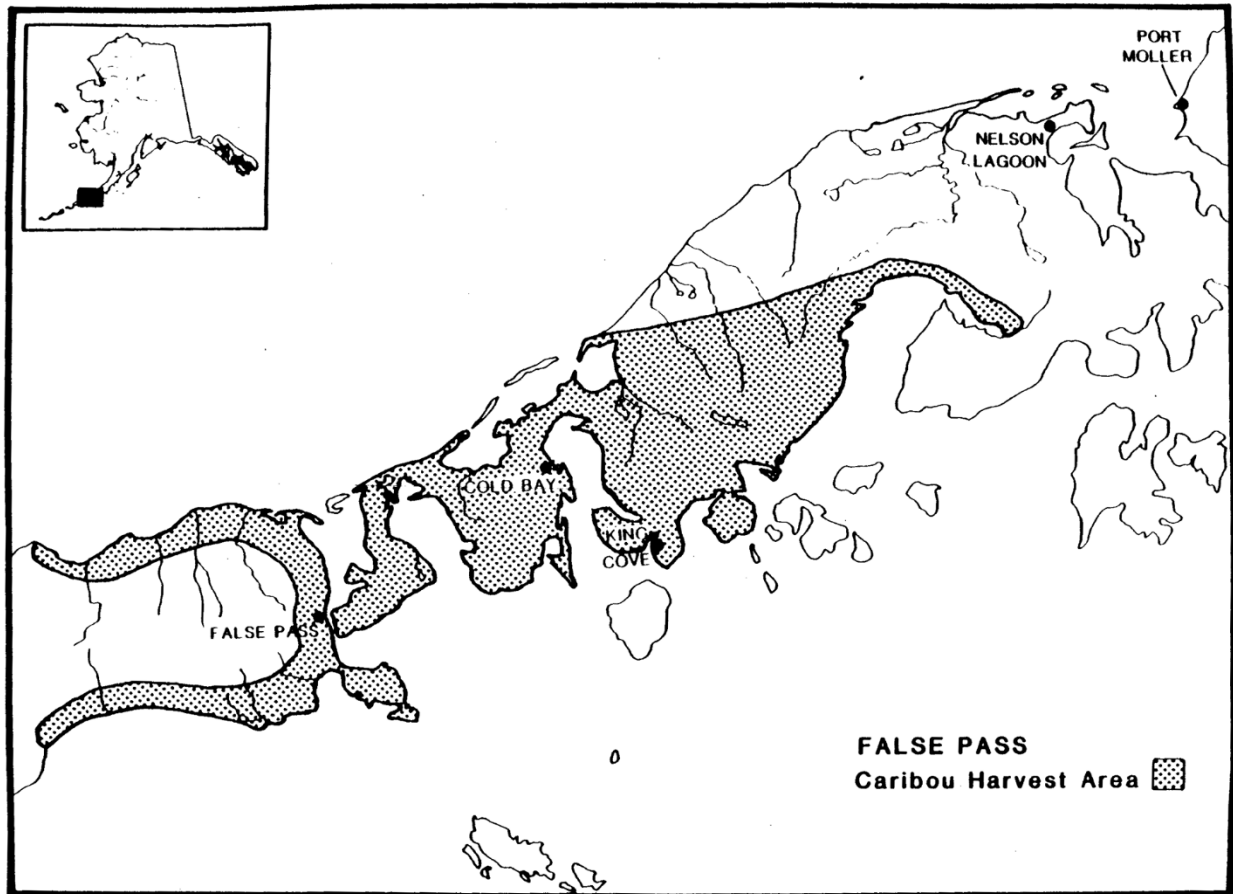 PORT
MOLLER
NELSON
LAGOON
COLD BAY
KING
COVE
FALSE PASS
FALSE PASS
Caribou Harvest Area